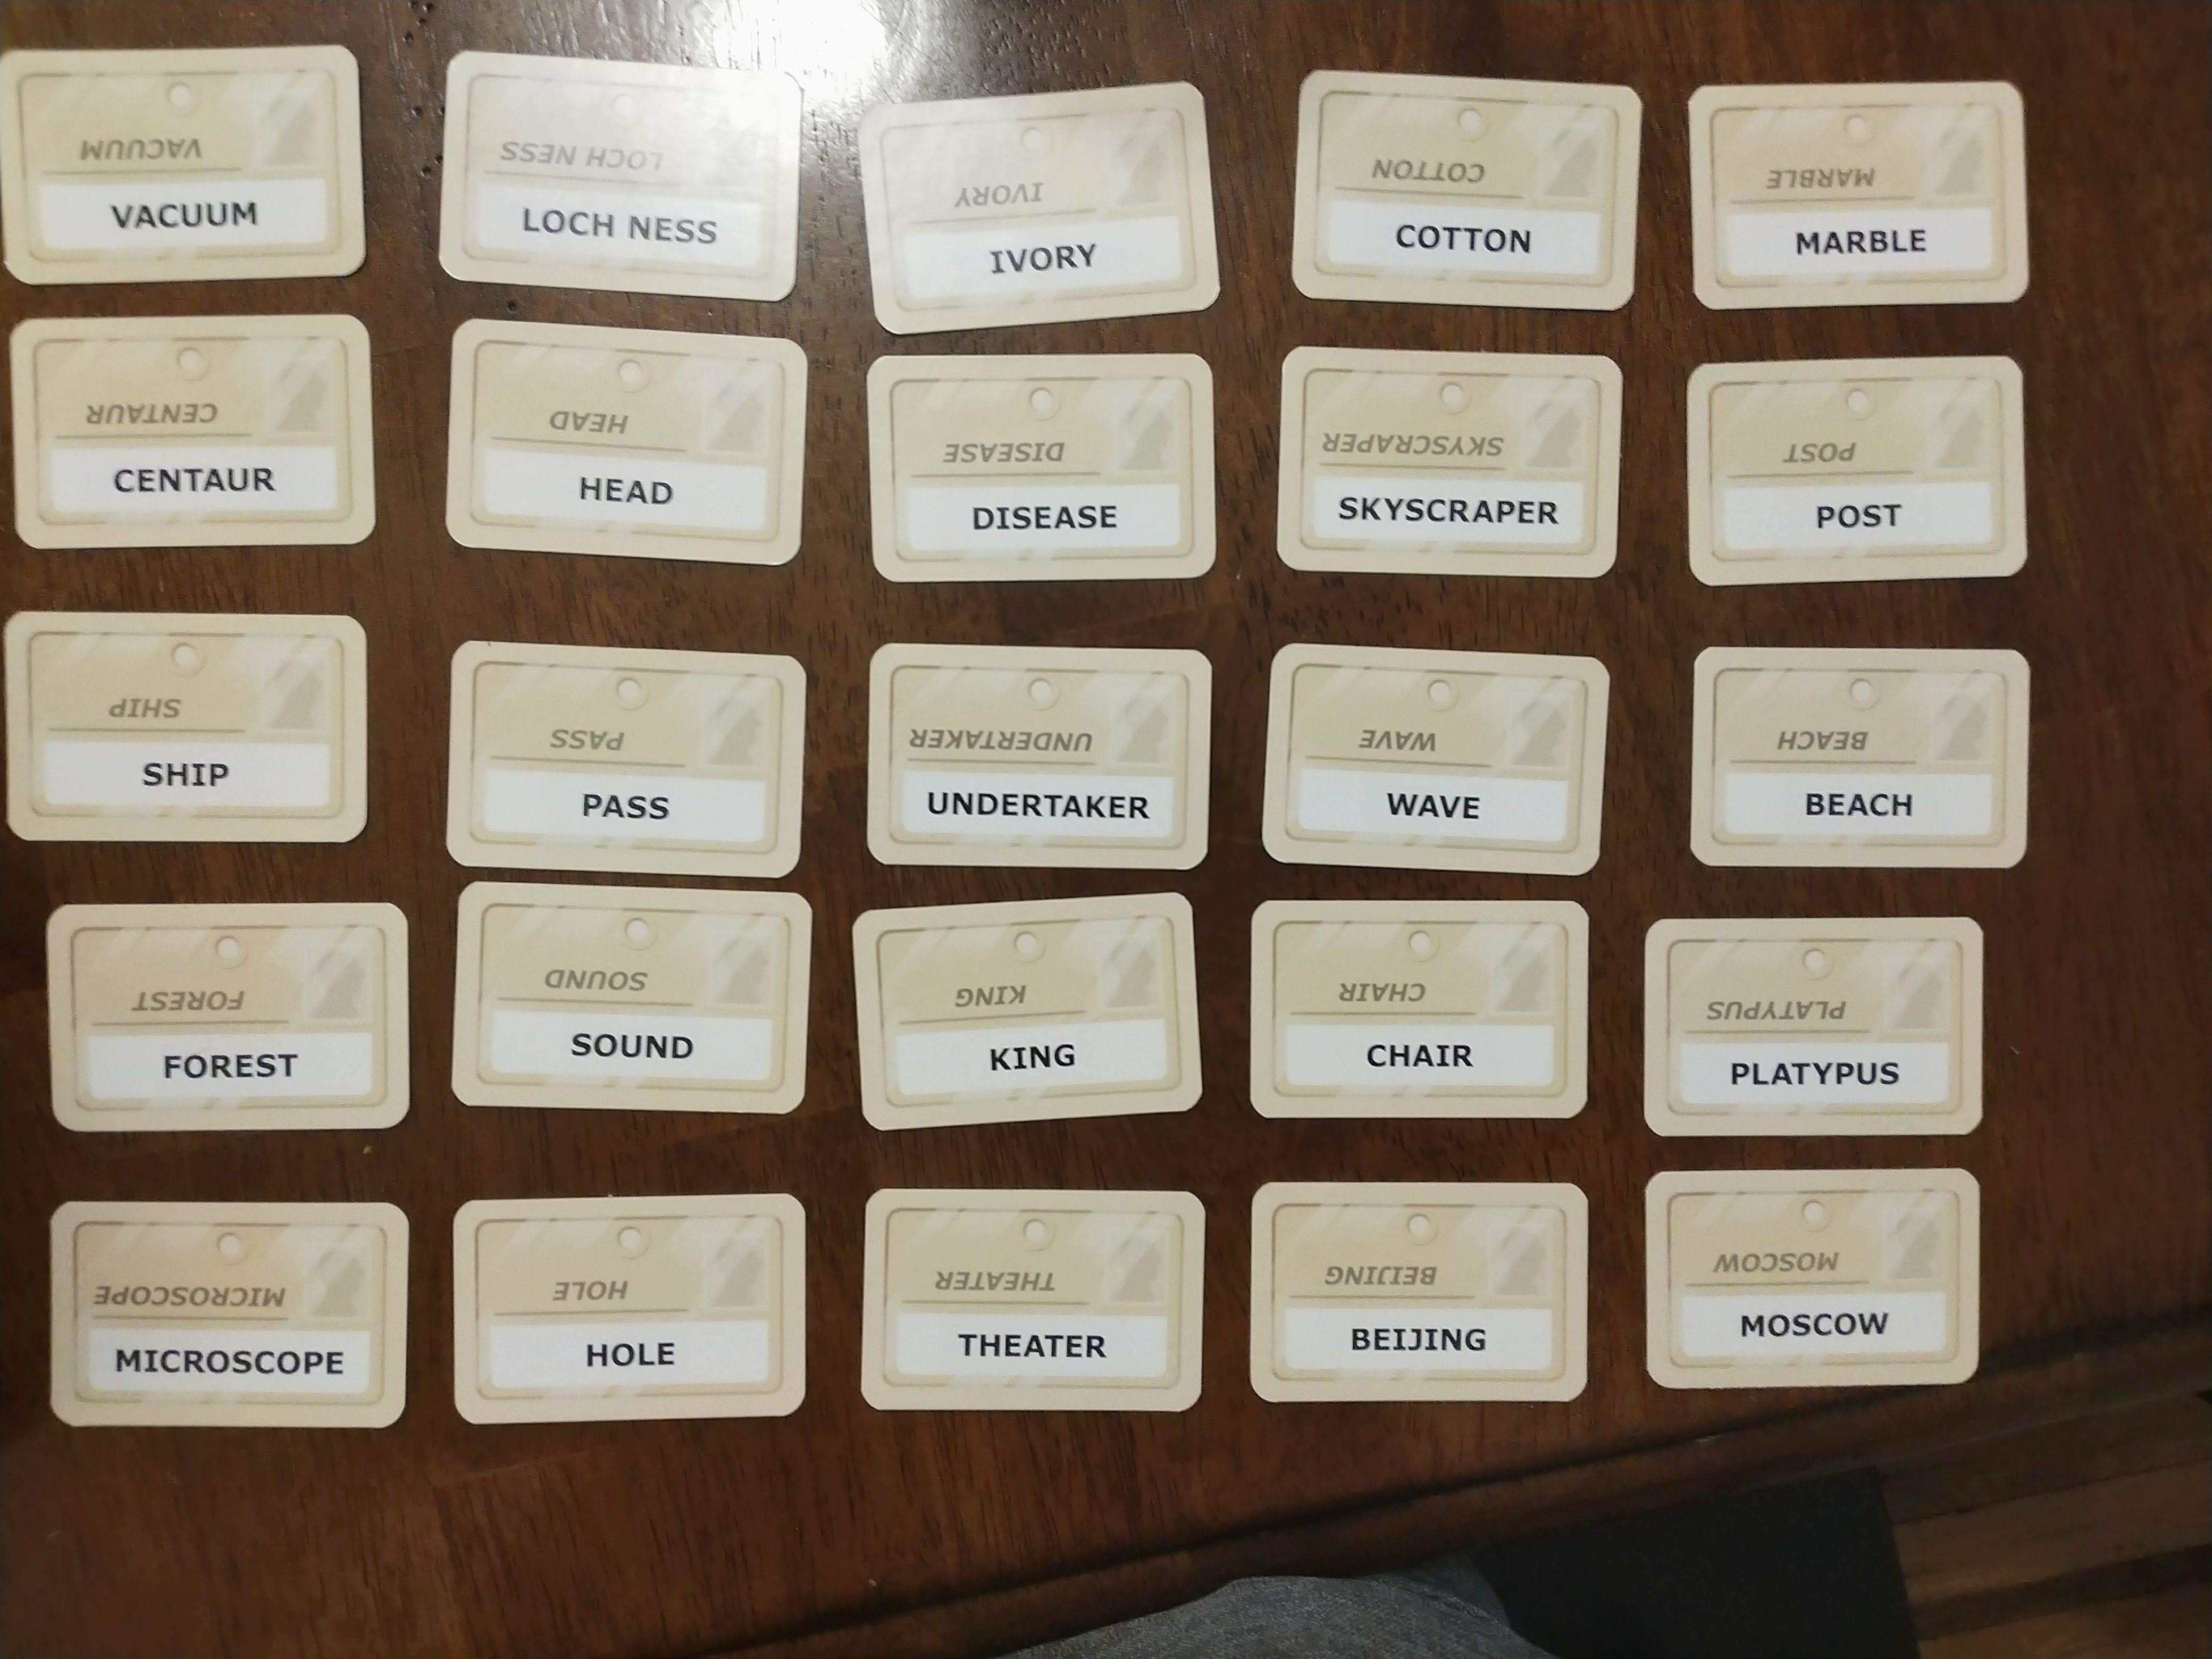 VACUUM
VACUUM
LOCH NESS
LOCH NESS
IVORY
IVORY
COTTON
COTTON
MARBLE
MARBLE
CENTAUR
CENTAUR
HEAD
HEAD
DISEASE
DISEASE
SKYSCRAPER
SKYSCRAPER
POST
POST
SHIP
SHIP
PASS
PASS
UNDERTAKER
UNDERTAKER
WAVE
WAVE
BEACH
BEACH
FOREST
FOREST
SOUND
SOUND
KING
KING
CHAIR
CHAIR
PLATYPUS
PLATYPUS
MICROSCOPE
MICROSCOPE
HOLE
HOLE
THEATER
THEATER
BEIJING
BEIJING
MOSCOW
MOSCOW